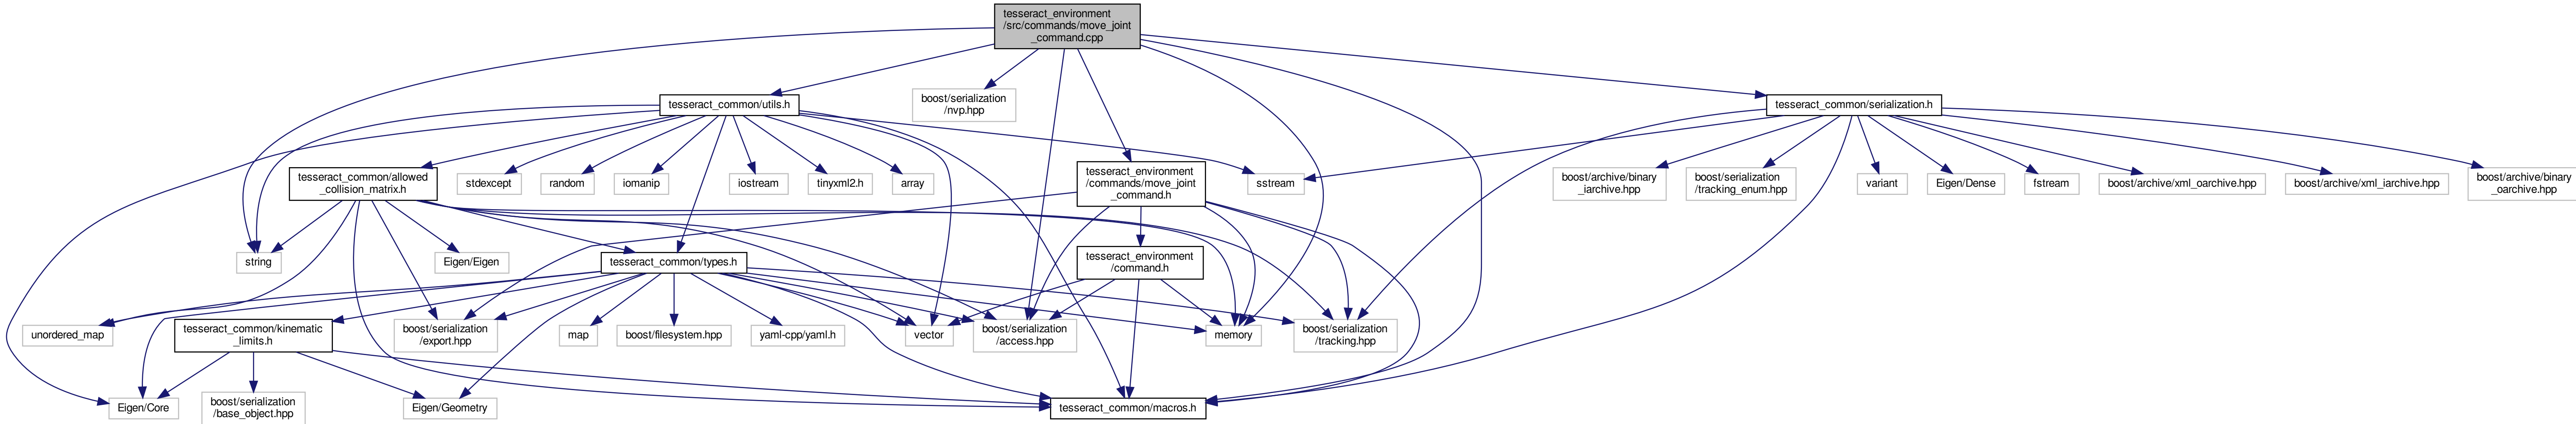 tesseract_environment
/src/commands/move_joint
_command.cpp
tesseract_common/utils.h
boost/serialization
/nvp.hpp
tesseract_common/serialization.h
tesseract_common/allowed
_collision_matrix.h
stdexcept
random
iomanip
iostream
tinyxml2.h
array
tesseract_environment
/commands/move_joint
_command.h
sstream
boost/archive/binary
_iarchive.hpp
boost/serialization
/tracking_enum.hpp
variant
Eigen/Dense
fstream
boost/archive/xml_oarchive.hpp
boost/archive/xml_iarchive.hpp
boost/archive/binary
_oarchive.hpp
string
Eigen/Eigen
tesseract_common/types.h
tesseract_environment
/command.h
unordered_map
tesseract_common/kinematic
_limits.h
boost/serialization
/export.hpp
map
boost/filesystem.hpp
yaml-cpp/yaml.h
vector
boost/serialization
/access.hpp
memory
boost/serialization
/tracking.hpp
Eigen/Core
boost/serialization
/base_object.hpp
Eigen/Geometry
tesseract_common/macros.h